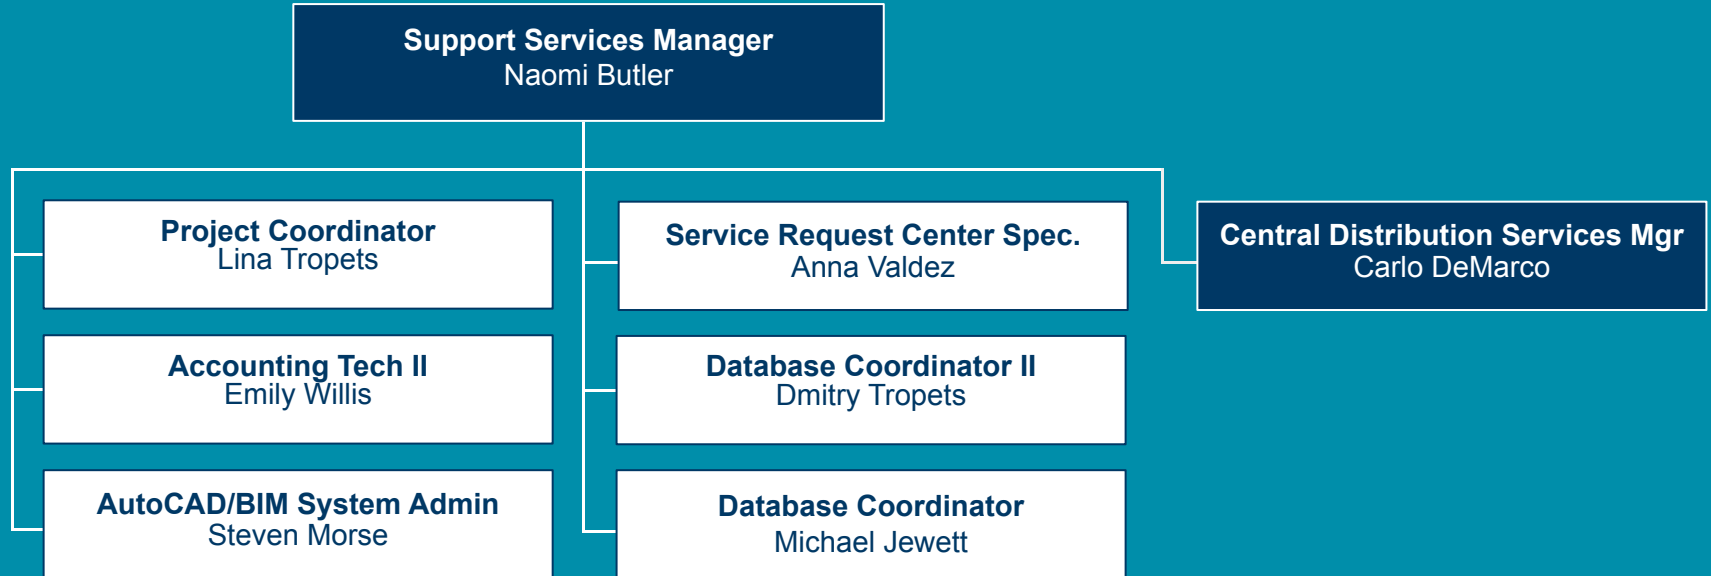 Support Services Manager
Naomi Butler
Project Coordinator
Lina Tropets
Service Request Center Spec.
Anna Valdez
Central Distribution Services Mgr
Carlo DeMarco
Accounting Tech II
Emily Willis
Database Coordinator II
Dmitry Tropets
AutoCAD/BIM System Admin
Steven Morse
Database Coordinator
Michael Jewett